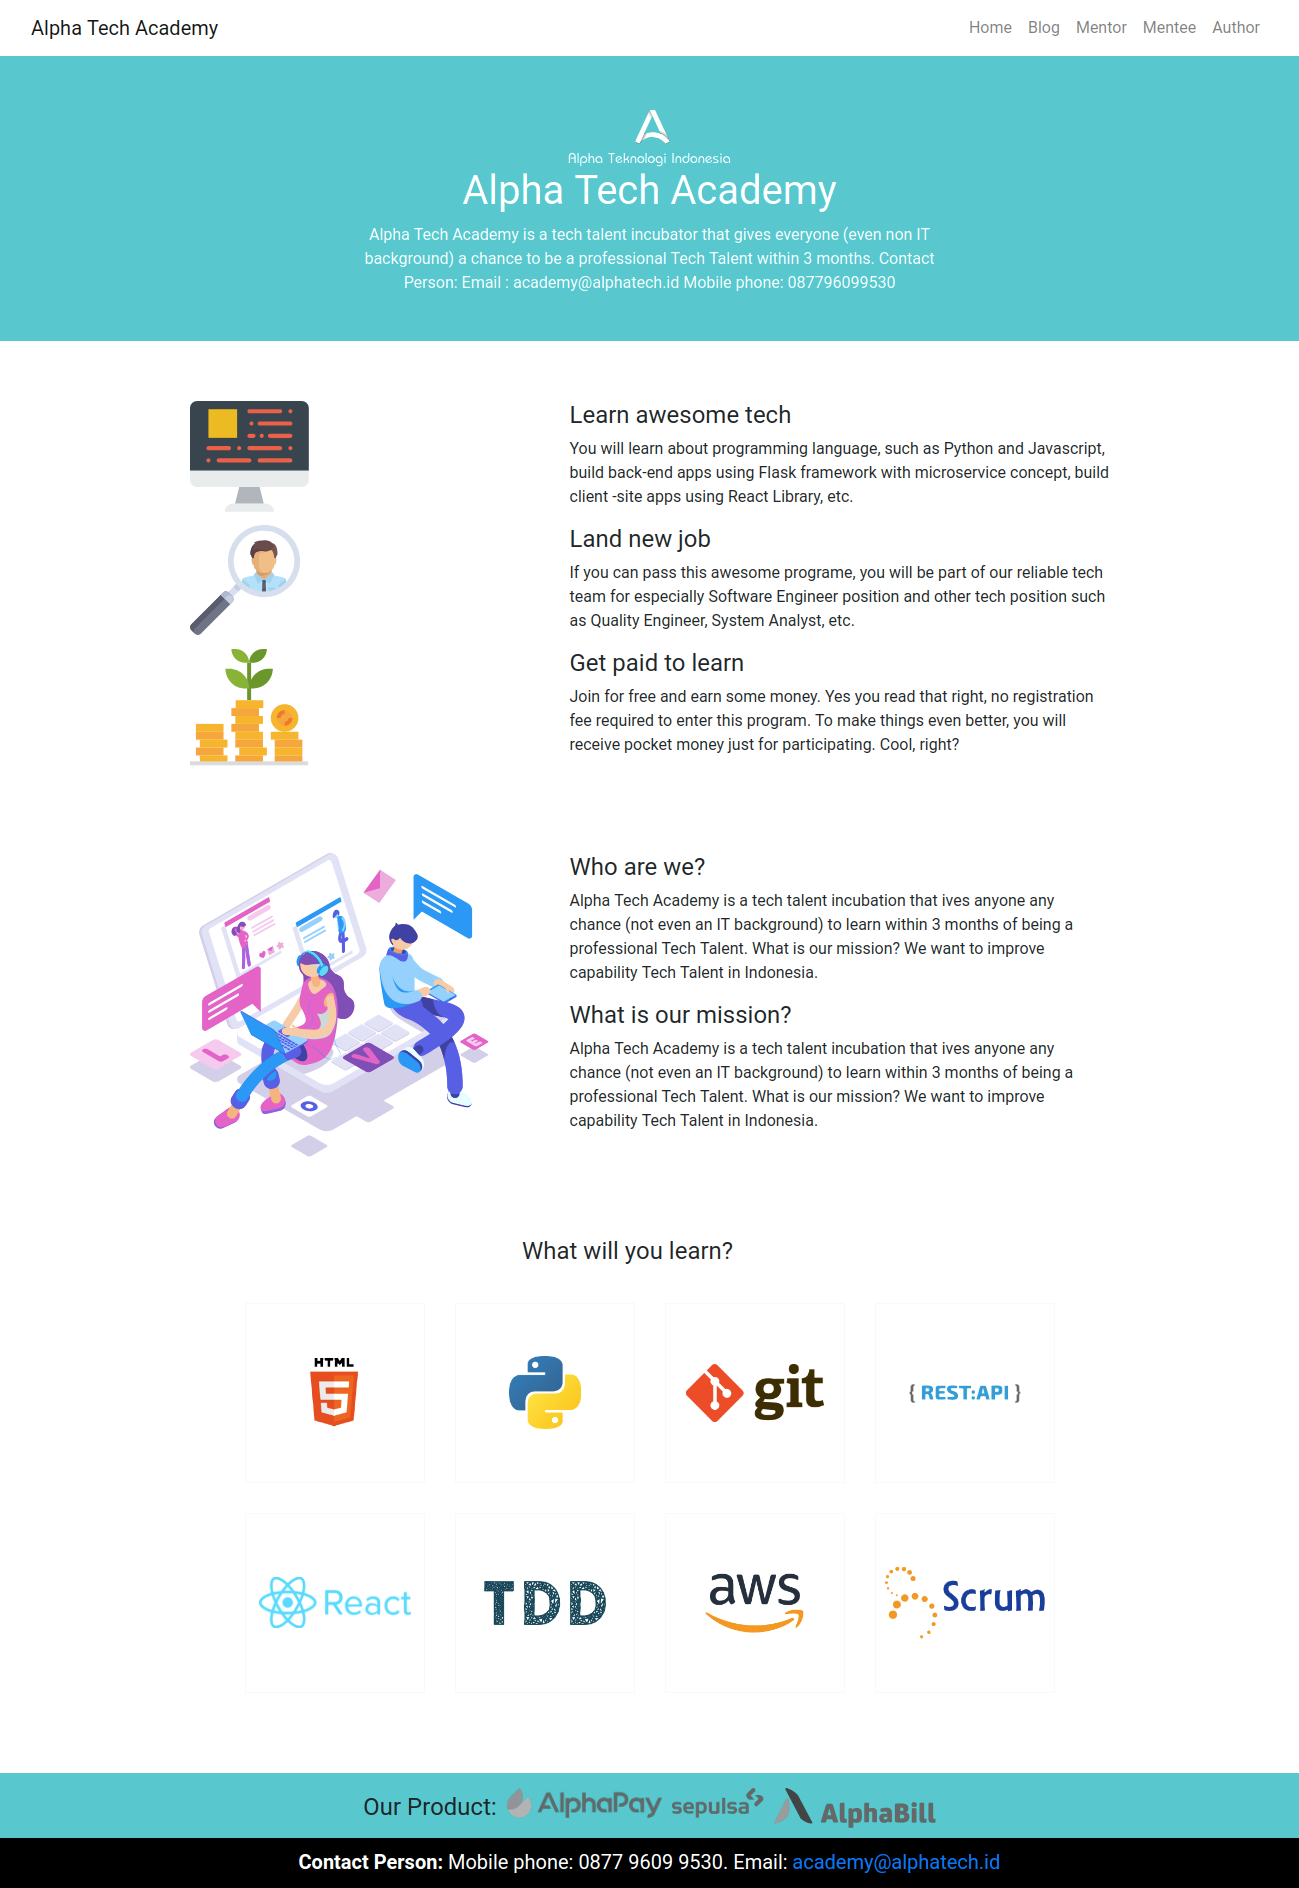 Alpha Tech Academy
Home Blog Mentor Mentee Author
Alpha Teknologi Indonesia
Alpha Tech Academy
Alpha Tech Academy is a tech talent incubator that gives everyone (even non IT
background) a chance to be a professional Tech Talent within 3 months. Contact
Person: Email : academy@alphatech.id Mobile phone: 087796099530
Learn awesome tech
You will learn about programming language, such as Python and Javascript,
build back-end apps using Flask framework with microservice concept, build
client -site apps using React Library, etc.
Land new job
If you can pass this awesome programe, you will be part of our reliable tech
team for especially Software Engineer position and other tech position such
as Quality Engineer, System Analyst, etc.
Get paid to learn
Join for free and earn some money. Yes you read that right, no registration
fee required to enter this program. To make things even better, you will
receive pocket money just for participating. Cool, right?
Who are we?
Alpha Tech Academy is a tech talent incubation that ives anyone any
chance (not even an IT background) to learn within 3 months of being a
professional Tech Talent. What is our mission? We want to improve
capability Tech Talent in Indonesia.
What is our mission?
Alpha Tech Academy is a tech talent incubation that ives anyone any
chance (not even an IT background) to learn within 3 months of being a
professional Tech Talent. What is our mission? We want to improve
capability Tech Talent in Indonesia.
What will you learn?
HTML
5
git
{ REST:API }
React
TDD
aws
Scrum
Our Product: AlphaPay sepulsa AlphaBill
Contact Person: Mobile phone: 0877 9609 9530. Email: academy@alphatech.id